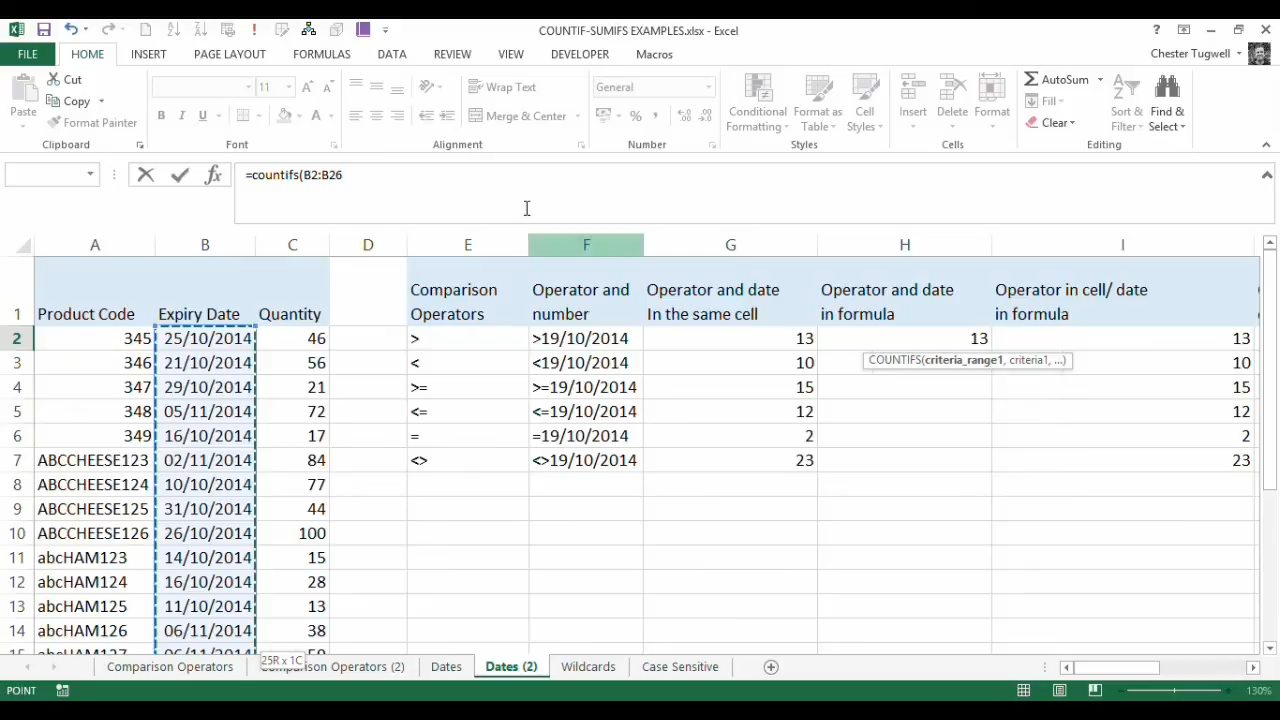 COUNTIF-SUMIFS EXAMPLES.xlsx - Excel
FILE HOME INSERT PAGE LAYOUT FORMULAS DATA REVIEW VIEW DEVELOPER Macros Chester Tugwell
Paste Cut Copy Format Painter Clipboard
11 B I U A Font
Wrap Text Merge & Center Alignment
General % Number
Conditional Formatting Format as Table Cell Styles Styles
Insert Delete Format Cells
AutoSum Fill Clear Sort & Filter Find & Select Editing
=countifs(B2:B26
A B C D E F G H I
Comparison Operator and Operator and date Operator and date Operator in cell/ date
1 Product Code Expiry Date Quantity Operators number In the same cell in formula in formula
2 345 25/10/2014 46 > >19/10/2014 13 13 13
COUNTIFS(criteria_range1, criteria1, ...)
3 346 21/10/2014 56 < <19/10/2014 10 10
4 347 29/10/2014 21 >= >=19/10/2014 15 15
5 348 05/11/2014 72 <= <=19/10/2014 12 12
6 349 16/10/2014 17 = =19/10/2014 2 2
7 ABCCHEESE123 02/11/2014 84 <> <>19/10/2014 23 23
8 ABCCHEESE124 10/10/2014 77
9 ABCCHEESE125 31/10/2014 44
10 ABCCHEESE126 26/10/2014 100
11 abcHAM123 14/10/2014 15
12 abcHAM124 16/10/2014 28
13 abcHAM125 11/10/2014 13
14 abcHAM126 06/11/2014 38
25R x 1C
Comparison Operators Comparison Operators (2) Dates Dates (2) Wildcards Case Sensitive
POINT 130%